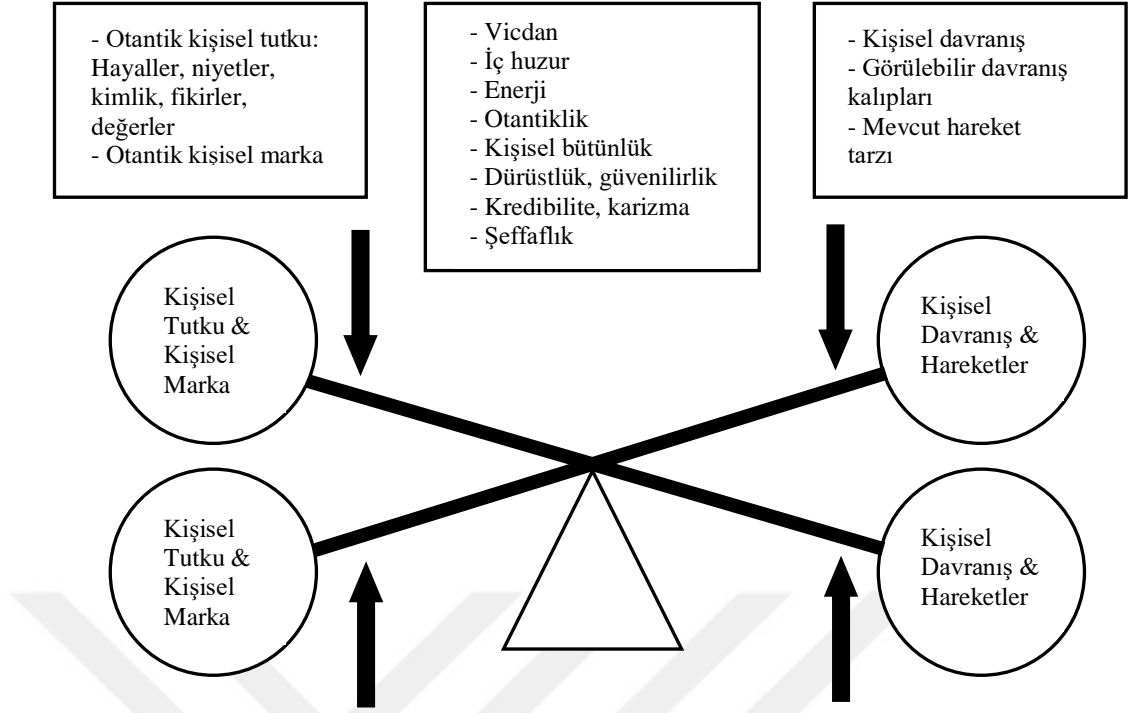 - Otantik kişisel tutku:
Hayaller, niyetler,
kimlik, fikirler,
değerler
- Otantik kişisel marka
- Vicdan
- İç huzur
- Enerji
- Otantiklik
- Kişisel bütünlük
- Dürüstlük, güvenilirlik
- Kredibilite, karizma
- Şeffaflık
- Kişisel davranış
- Görülebilir davranış
kalıpları
- Mevcut hareket
tarzı
Kişisel
Tutku &
Kişisel
Marka
Kişisel
Davranış &
Hareketler
Kişisel
Tutku &
Kişisel
Marka
Kişisel
Davranış &
Hareketler